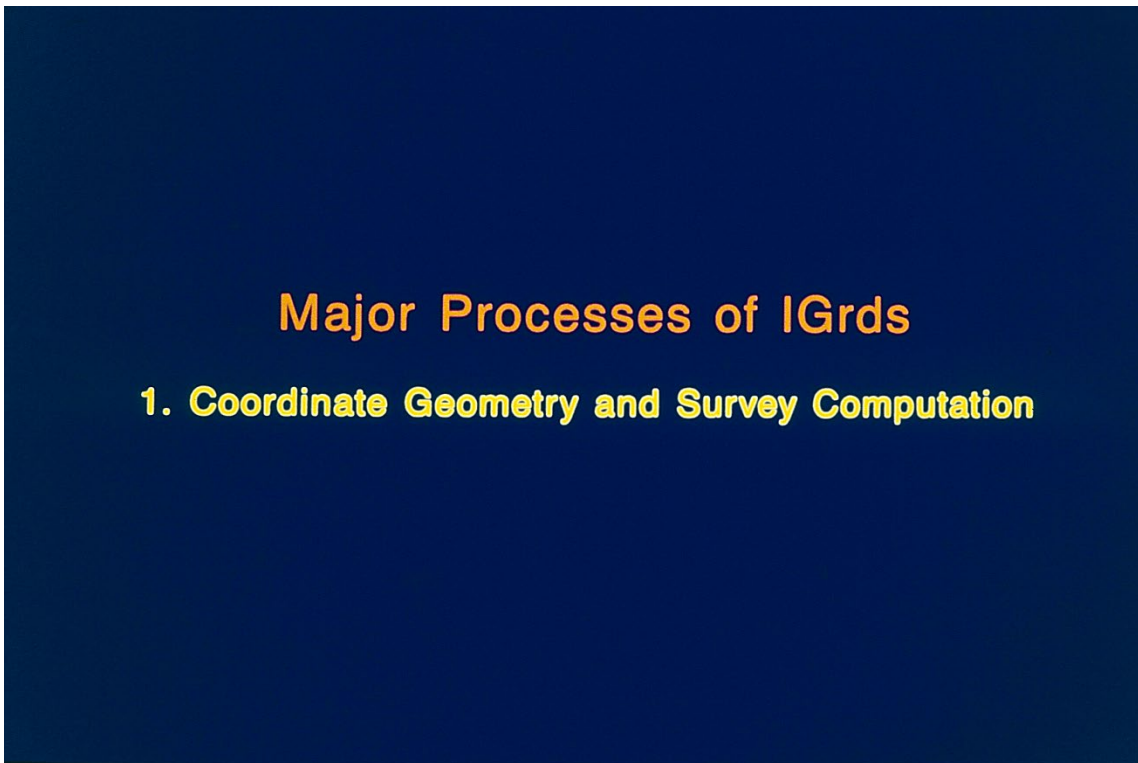 Major Processes of IGrds
1. Coordinate Geometry and Survey Computation